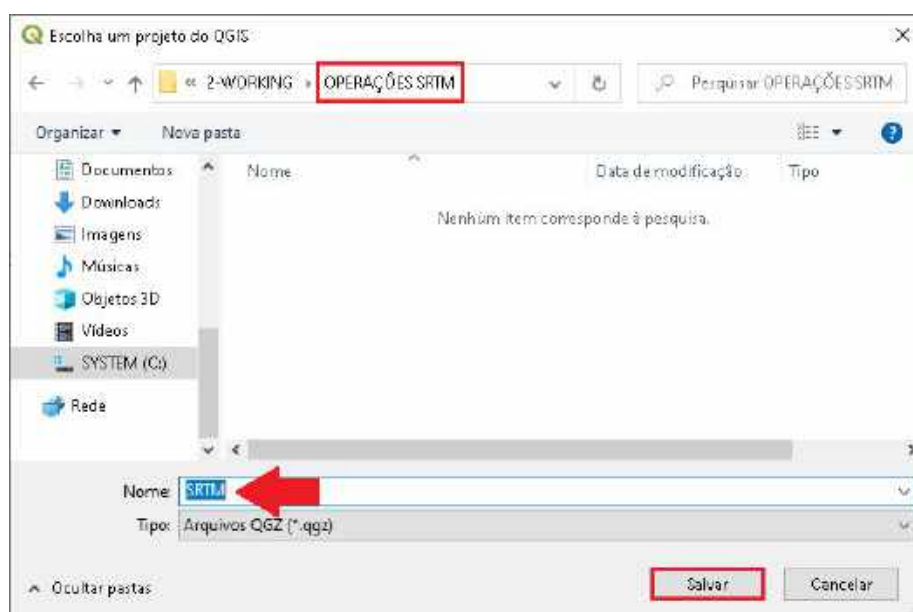 Escolha um projeto do QGIS
« 2-WORKING › OPERAÇÕES SRTM
Pesquisar OPERAÇÕES SRTM
Organizar
Nova pasta
Nome
Data de modificação
Tipo
Nenhum item corresponde à pesquisa.
Documentos
Downloads
Imagens
Músicas
Objetos 3D
Vídeos
SYSTEM (C:)
Rede
Nome: SRTM
Tipo: Arquivos QGZ (*.qgz)
Ocultar pastas
Salvar
Cancelar